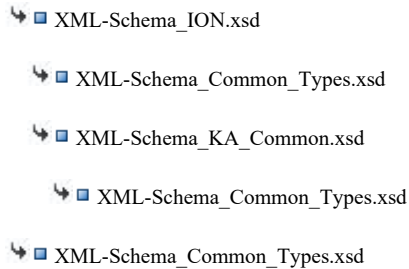 XML-Schema_ION.xsd
XML-Schema_Common_Types.xsd
XML-Schema_KA_Common.xsd
XML-Schema_Common_Types.xsd
XML-Schema_Common_Types.xsd